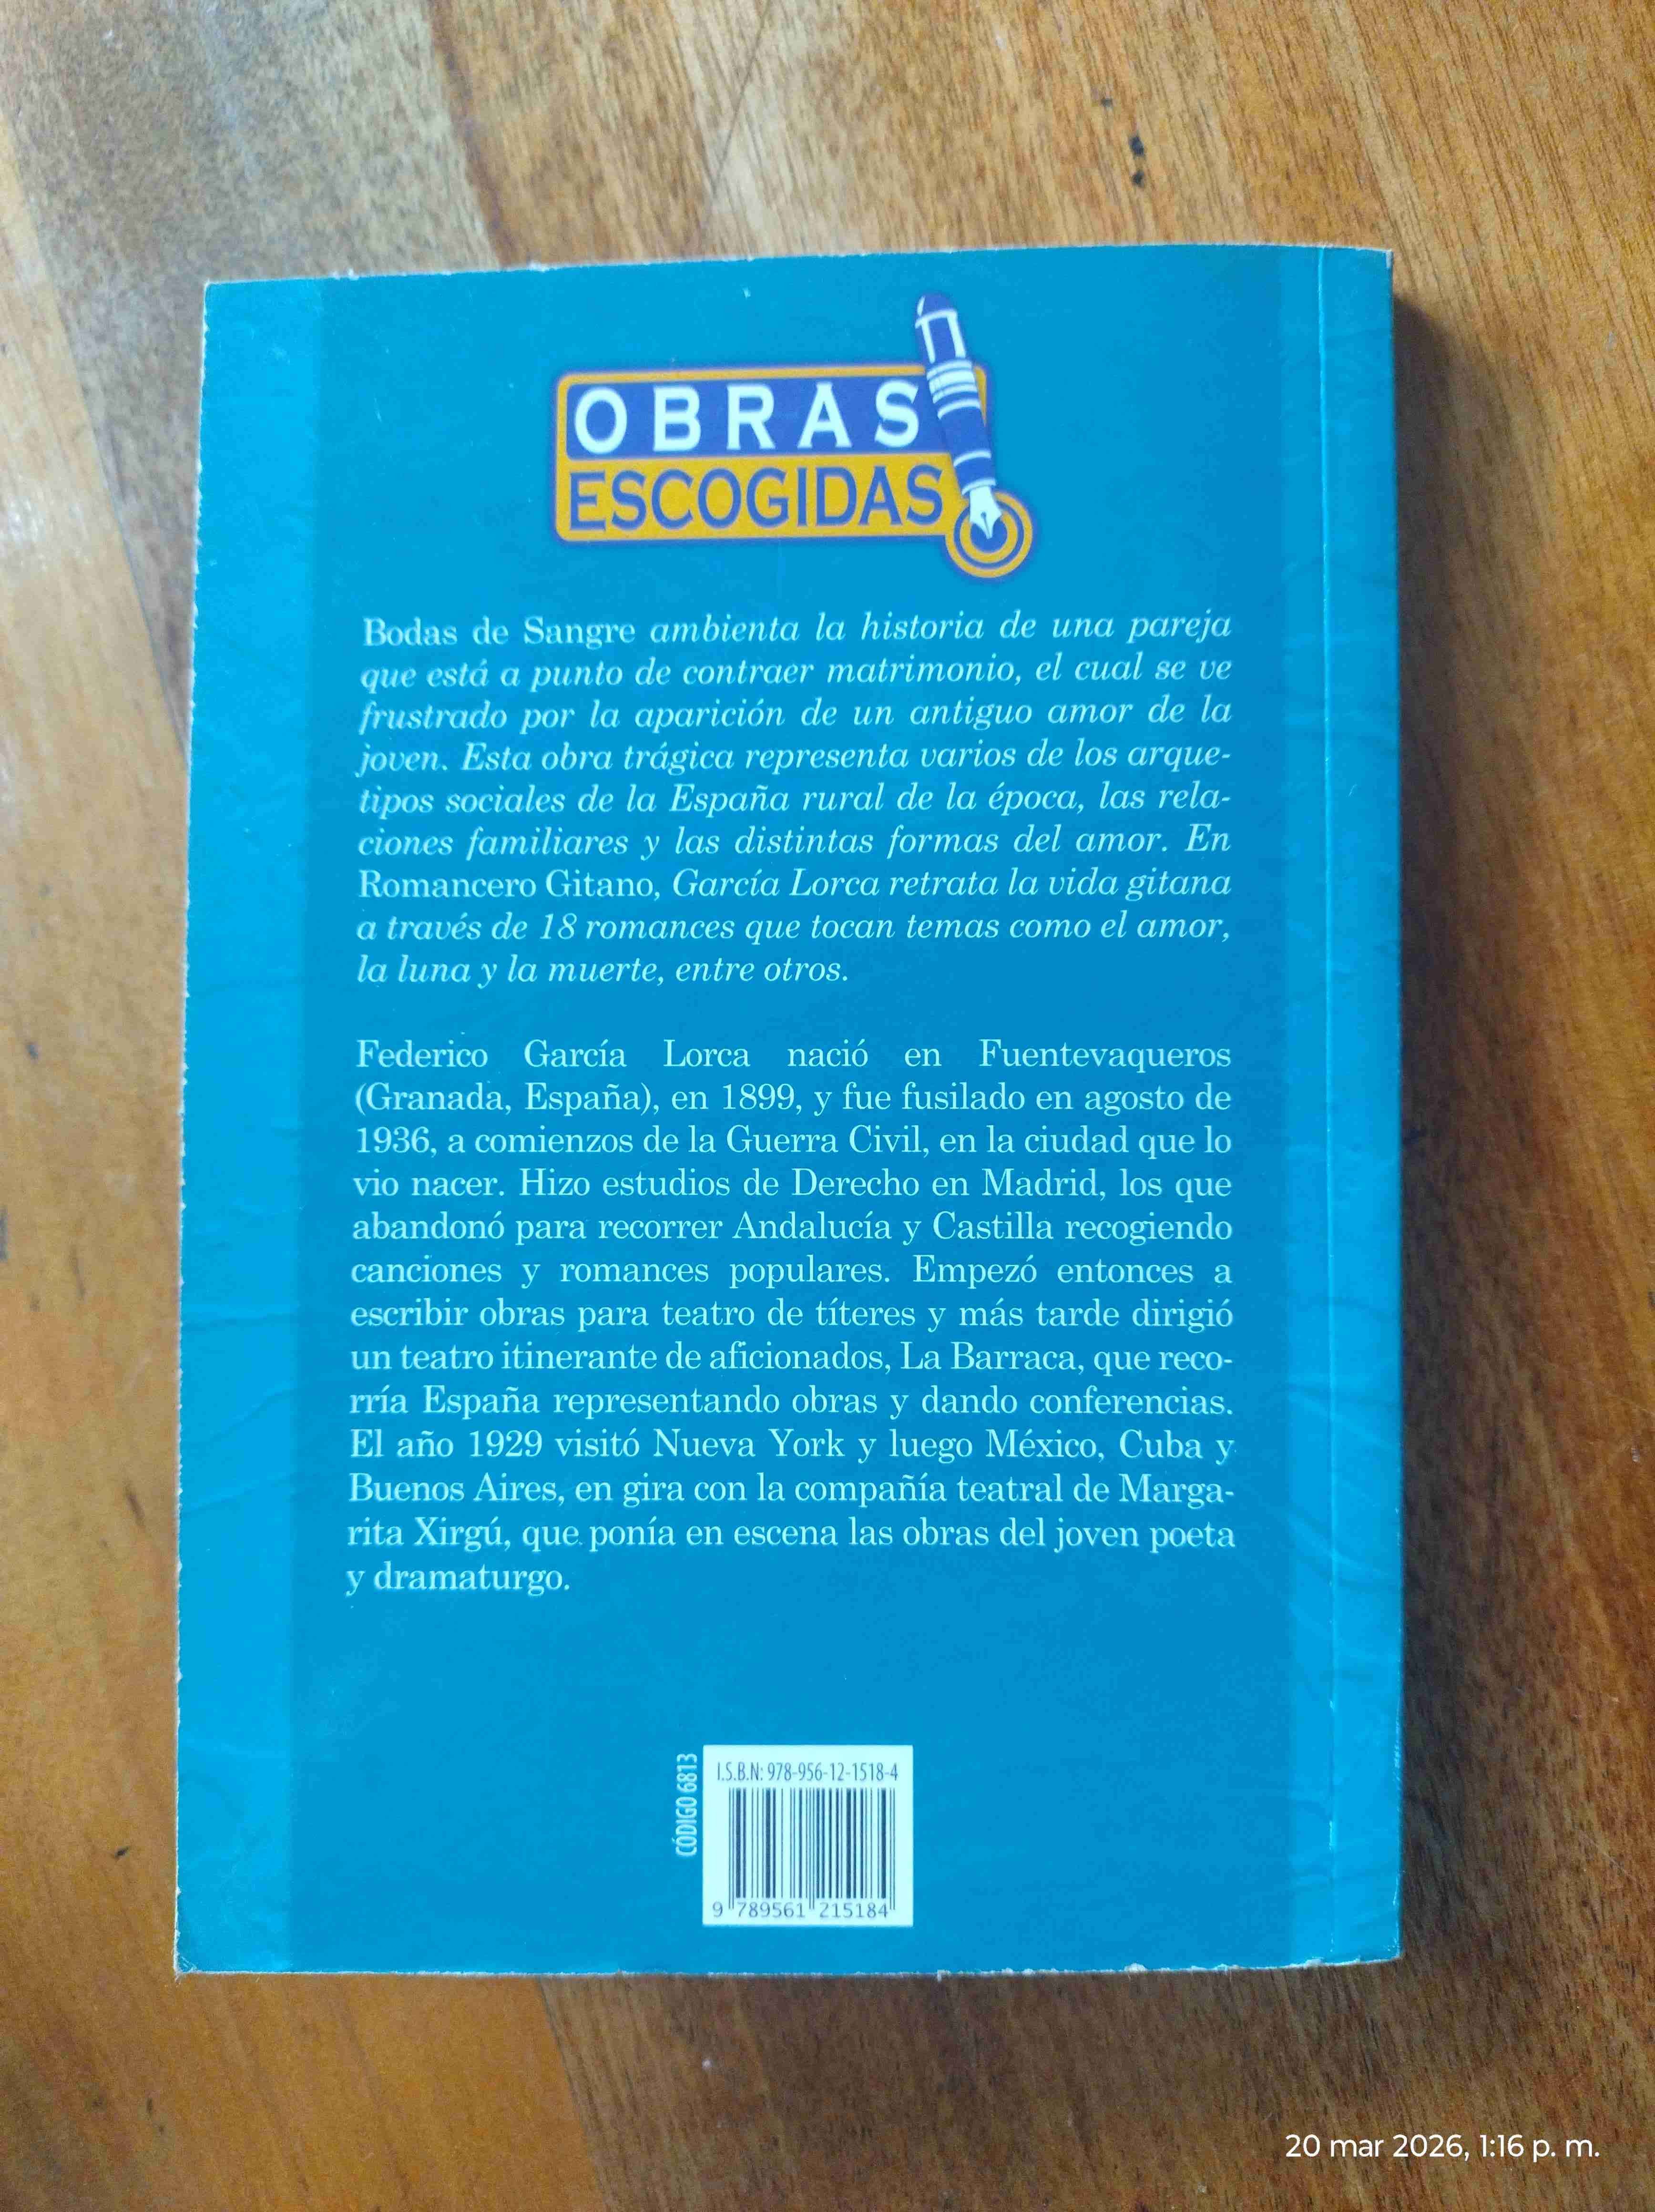 OBRAS
ESCOGIDAS
Bodas de Sangre ambienta la historia de una pareja
que está a punto de contraer matrimonio, el cual se ve
frustrado por la aparición de un antiguo amor de la
joven. Esta obra trágica representa varios de los arque-
tipos sociales de la España rural de la época, las rela-
ciones familiares y las distintas formas del amor. En
Romancero Gitano, García Lorca retrata la vida gitana
a través de 18 romances que tocan temas como el amor,
la luna y la muerte, entre otros.
Federico García Lorca nació en Fuentevaqueros
(Granada, España), en 1899, y fue fusilado en agosto de
1936, a comienzos de la Guerra Civil, en la ciudad que lo
vio nacer. Hizo estudios de Derecho en Madrid, los que
abandonó para recorrer Andalucía y Castilla recogiendo
canciones y romances populares. Empezó entonces a
escribir obras para teatro de títeres y más tarde dirigió
un teatro itinerante de aficionados, La Barraca, que reco-
rría España representando obras y dando conferencias.
El año 1929 visitó Nueva York y luego México, Cuba y
Buenos Aires, en gira con la compañía teatral de Marga-
rita Xirgú, que ponía en escena las obras del joven poeta
y dramaturgo.
CÓDIGO 6813
I.S.B.N: 978-956-12-1518-4
9 789561 215184
20 mar 2026, 1:16 p. m.